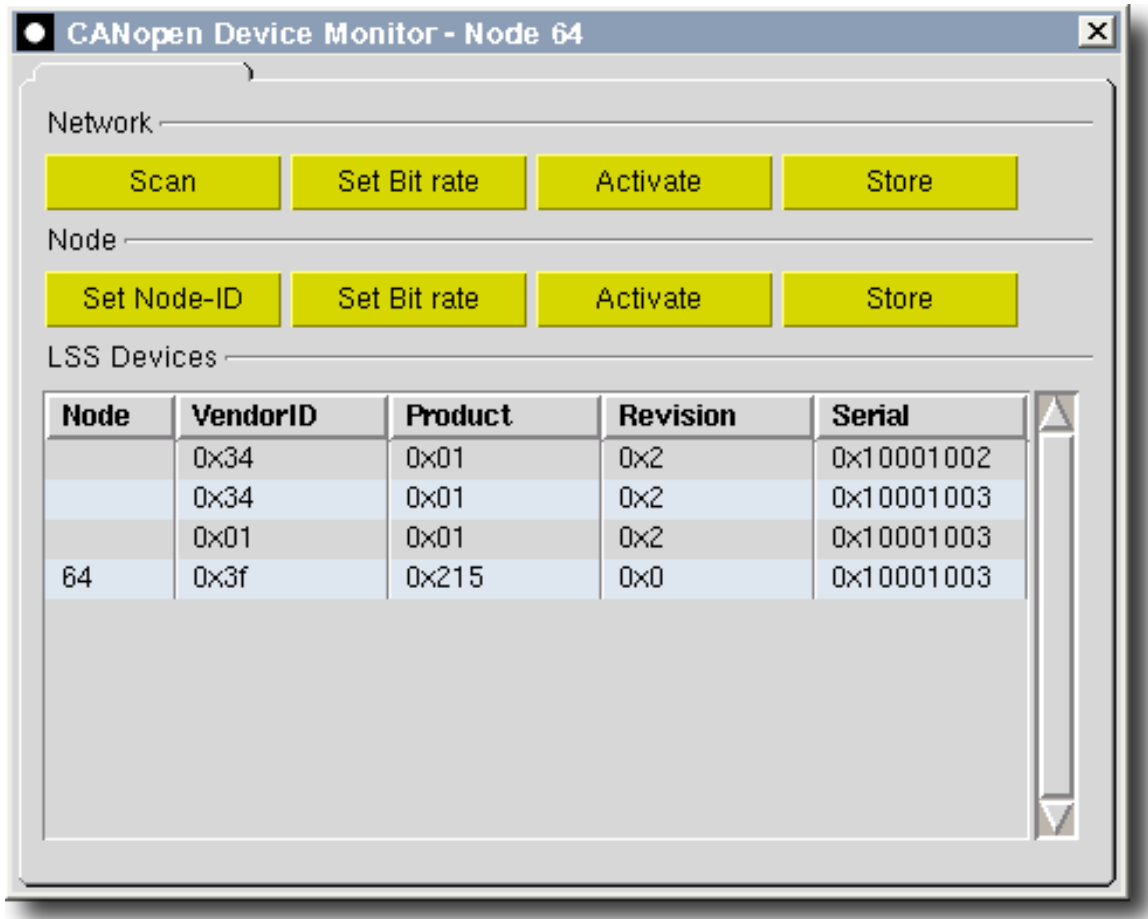 CANopen Device Monitor - Node 64
Network
Scan Set Bit rate Activate Store
Node
Set Node-ID Set Bit rate Activate Store
LSS Devices
Node VendorID Product Revision Serial
0x34 0x01 0x2 0x10001002
0x34 0x01 0x2 0x10001003
0x01 0x01 0x2 0x10001003
64 0x3f 0x215 0x0 0x10001003